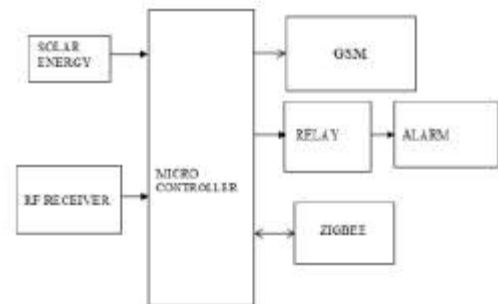 SOLAR
ENERGY
GSM
RELAY
ALARM
MICRO
CONTROLLER
RF RECEIVER
ZIGBEE